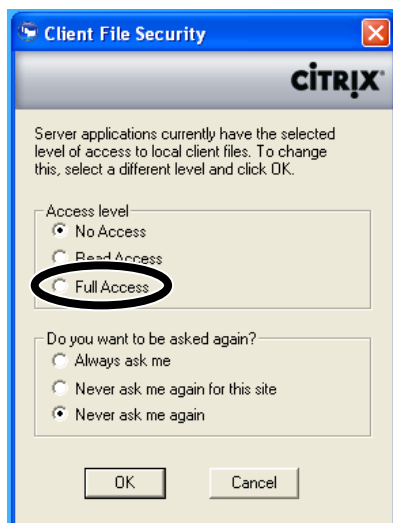 Client File Security
CİTRIX
Server applications currently have the selected
level of access to local client files. To change
this, select a different level and click OK.
Access level
No Access
Read Access
Full Access
Do you want to be asked again?
Always ask me
Never ask me again for this site
Never ask me again
OK Cancel